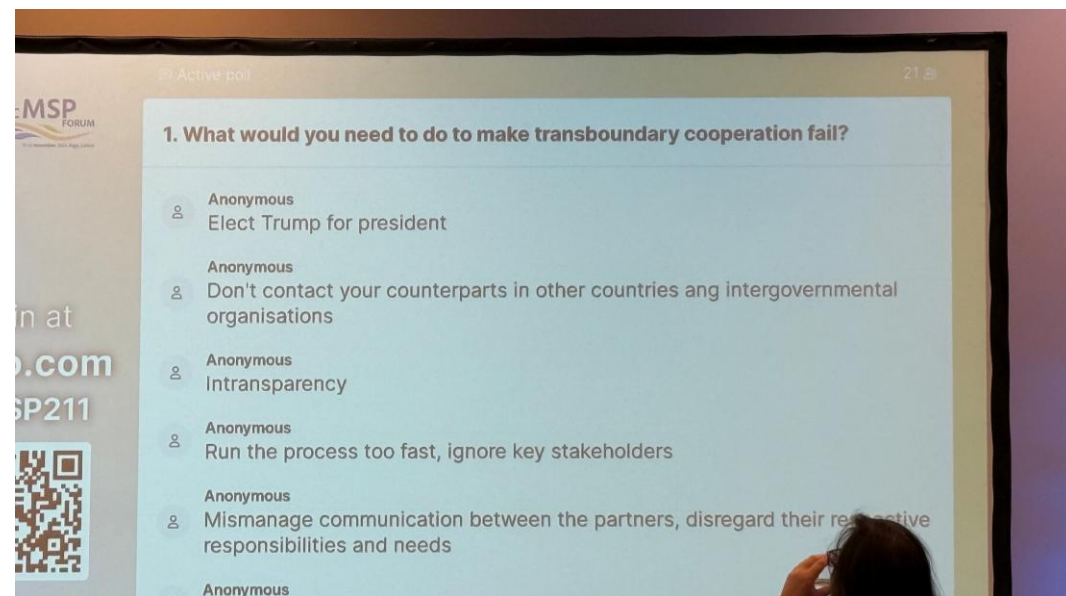 Active poll
21
MSP
FORUM
1. What would you need to do to make transboundary cooperation fail?
Anonymous
Elect Trump for president
Anonymous
Don't contact your counterparts in other countries ang intergovernmental
organisations
Anonymous
Intransparency
Anonymous
Run the process too fast, ignore key stakeholders
Anonymous
Mismanage communication between the partners, disregard their
responsibilities and needs
Anonymous
in at
.com
SP211